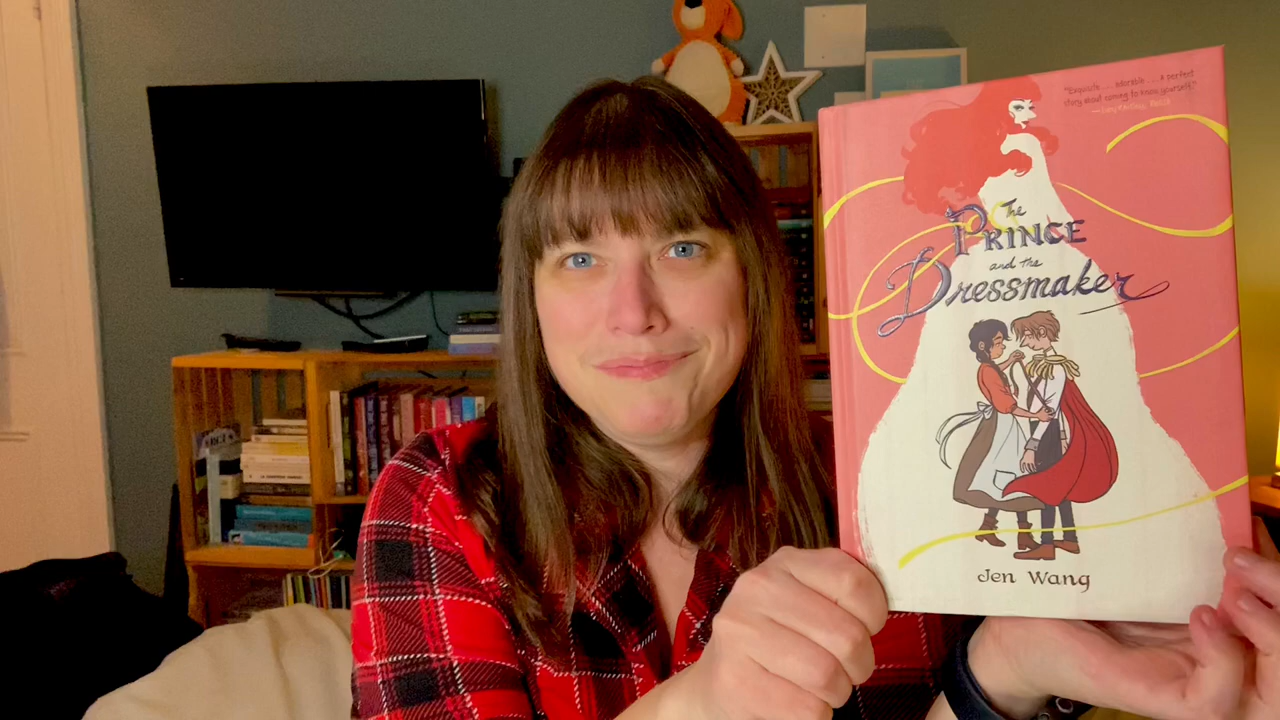 "Exquisite . . . adorable . . . A perfect
story about coming to know yourself."
The
PRINCE
and the
Dressmaker
Jen Wang